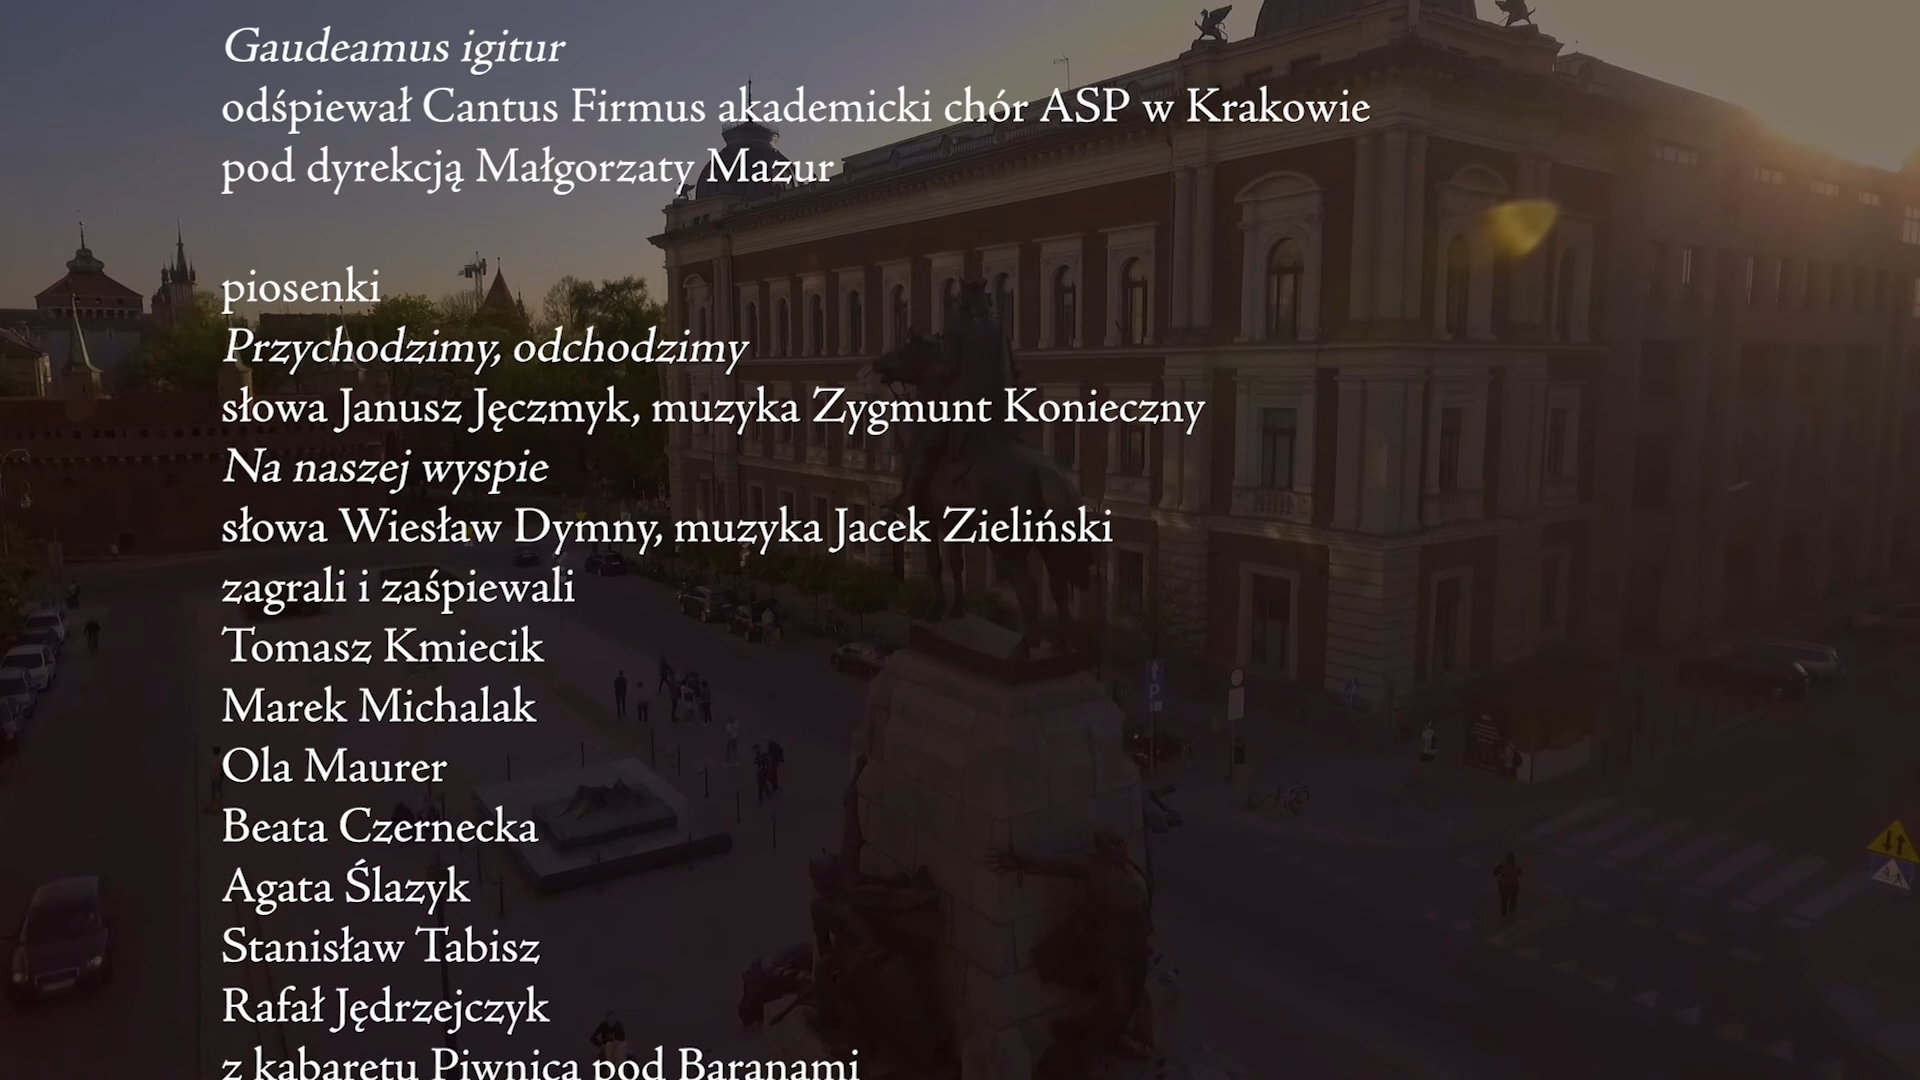 Gaudeamus igitur
odśpiewał Cantus Firmus akademicki chór ASP w Krakowie
pod dyrekcją Małgorzaty Mazur
piosenki
Przychodzimy, odchodzimy
słowa Janusz Jęczmyk, muzyka Zygmunt Konieczny
Na naszej wyspie
słowa Wiesław Dymny, muzyka Jacek Zieliński
zagrali i zaśpiewali
Tomasz Kmiecik
Marek Michalak
Ola Maurer
Beata Czernecka
Agata Ślazyk
Stanisław Tabisz
Rafał Jędrzejczyk
z kabaretu Piwnica pod Baranami